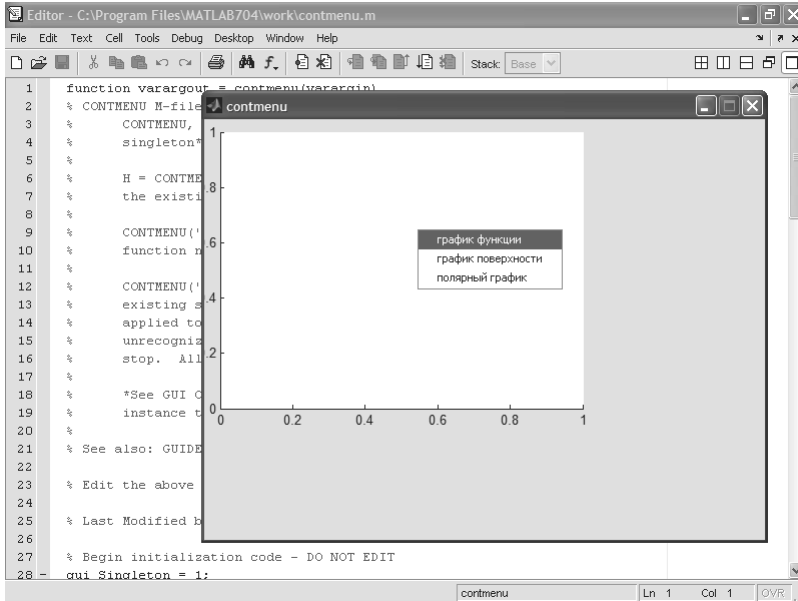 Editor - C:\Program Files\MATLAB704\work\contmenu.m
File Edit Text Cell Tools Debug Desktop Window Help
Stack: Base
1 function varargout = contmenu(varargin)
2 % CONTMENU M-file
3 % CONTMENU,
4 % singleton*
5 %
6 % H = CONTME
7 % the existi
8 %
9 % CONTMENU('
10 % function n
11 %
12 % CONTMENU('
13 % existing s
14 % applied to
15 % unrecogniz
16 % stop. All
17 %
18 % *See GUI O
19 % instance t
20 %
21 % See also: GUIDE
22
23 % Edit the above
24
25 % Last Modified b
26
27 % Begin initialization code - DO NOT EDIT
28 - gui_Singleton = 1;
contmenu
1
.8
.6
.4
.2
0
0 0.2 0.4 0.6 0.8 1
график функции
график поверхности
полярный график
contmenu Ln 1 Col 1 OVR